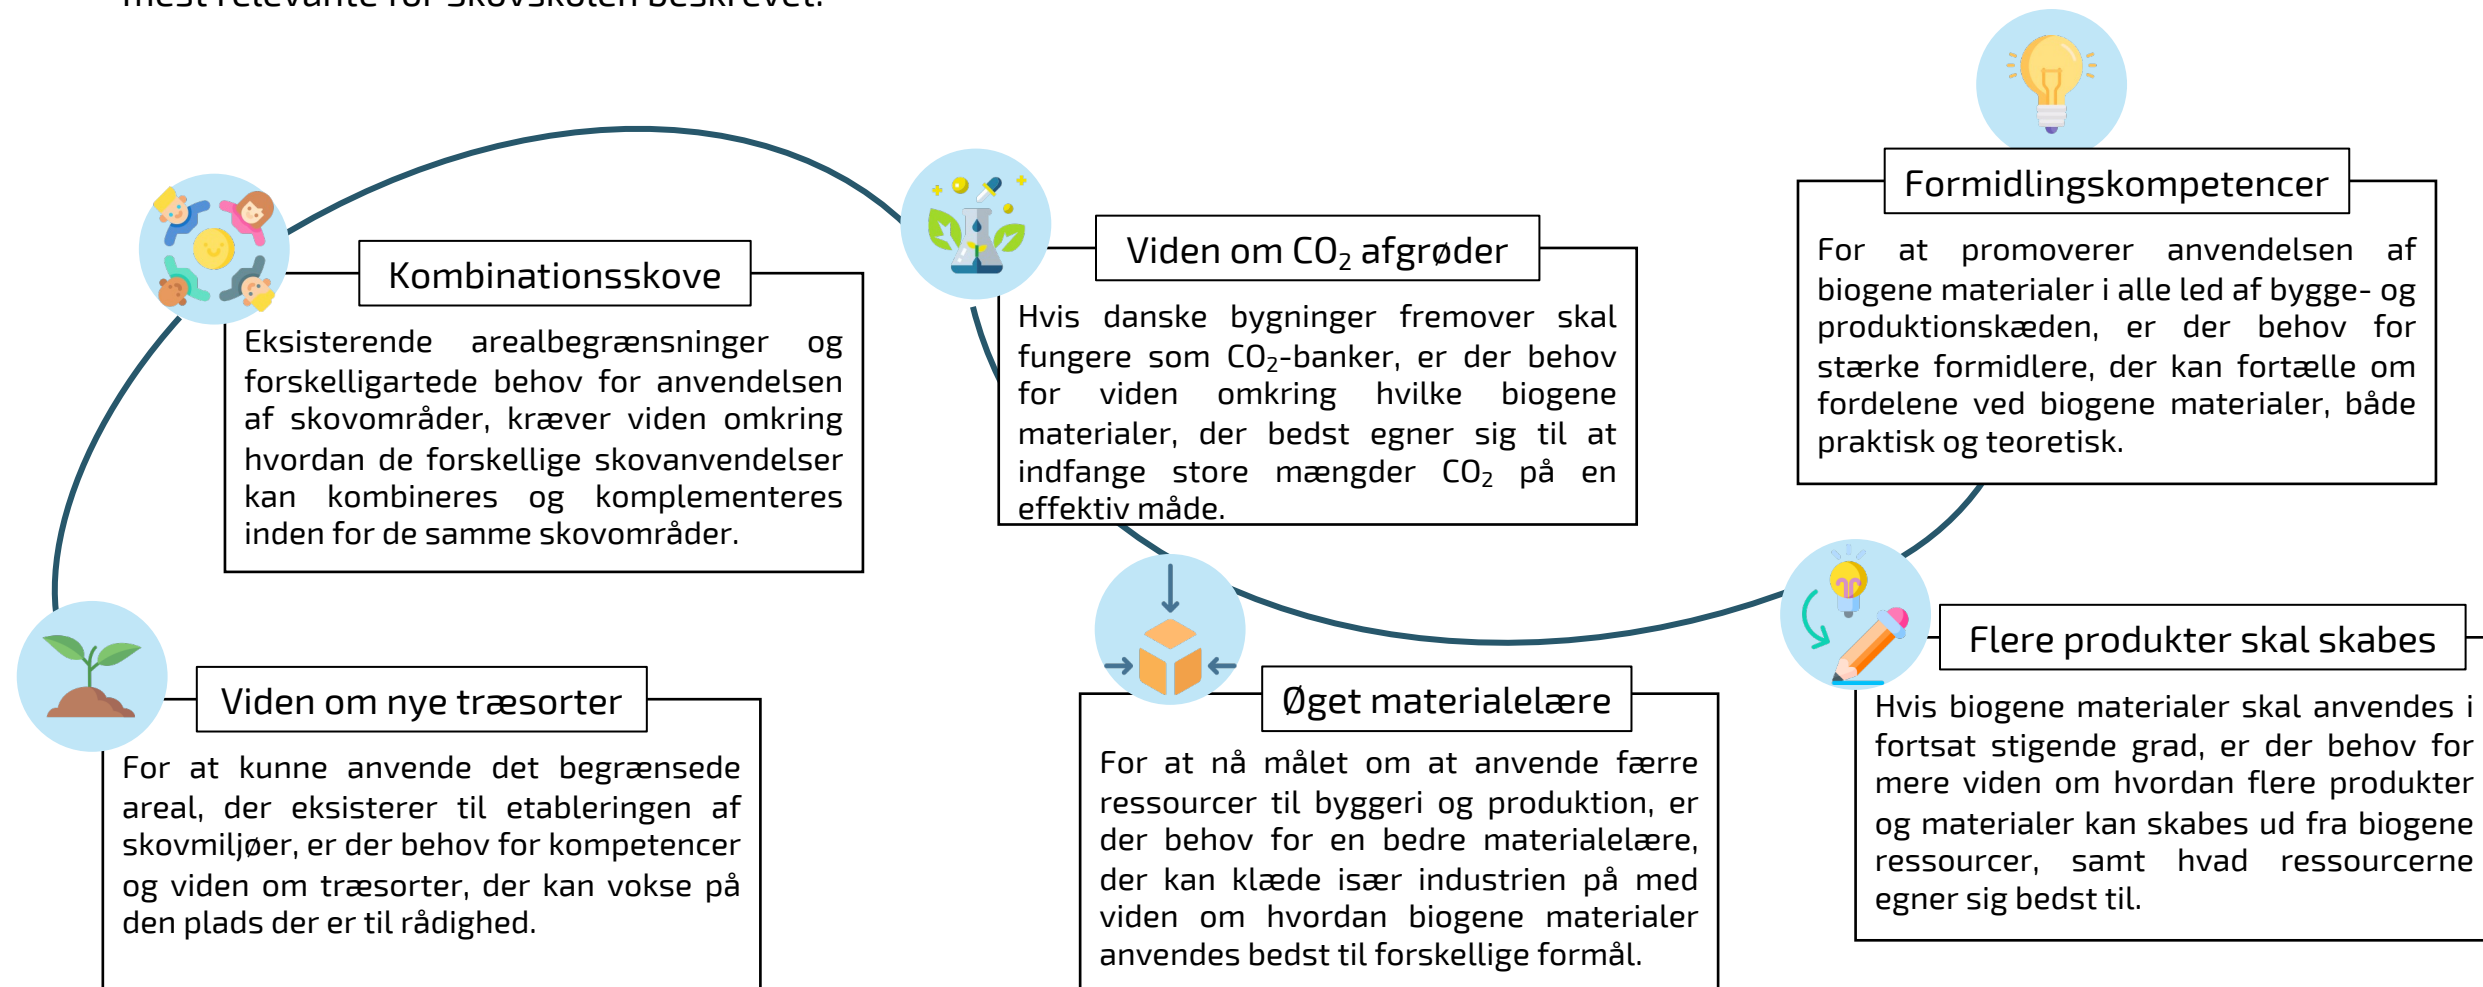 mest relevante for Skovskolen beskrevet.
Kombinationsskove
Eksisterende arealbegrænsninger og
forskelligartede behov for anvendelsen
af skovområder, kræver viden omkring
hvordan de forskellige skovanvendelser
kan kombineres og komplementeres
inden for de samme skovområder.
Viden om CO₂ afgrøder
Hvis danske bygninger fremover skal
fungere som CO₂-banker, er der behov
for viden omkring hvilke biogene
materialer, der bedst egner sig til at
indfange store mængder CO₂ på en
effektiv måde.
Formidlingskompetencer
For at promoverer anvendelsen af
biogene materialer i alle led af bygge- og
produktionskæden, er der behov for
stærke formidlere, der kan fortælle om
fordelene ved biogene materialer, både
praktisk og teoretisk.
Viden om nye træsorter
For at kunne anvende det begrænsede
areal, der eksisterer til etableringen af
skovmiljøer, er der behov for kompetencer
og viden om træsorter, der kan vokse på
den plads der er til rådighed.
Øget materialelære
For at nå målet om at anvende færre
ressourcer til byggeri og produktion, er
der behov for en bedre materialelære,
der kan klæde især industrien på med
viden om hvordan biogene materialer
anvendes bedst til forskellige formål.
Flere produkter skal skabes
Hvis biogene materialer skal anvendes i
fortsat stigende grad, er der behov for
mere viden om hvordan flere produkter
og materialer kan skabes ud fra biogene
ressourcer, samt hvad ressourcerne
egner sig bedst til.